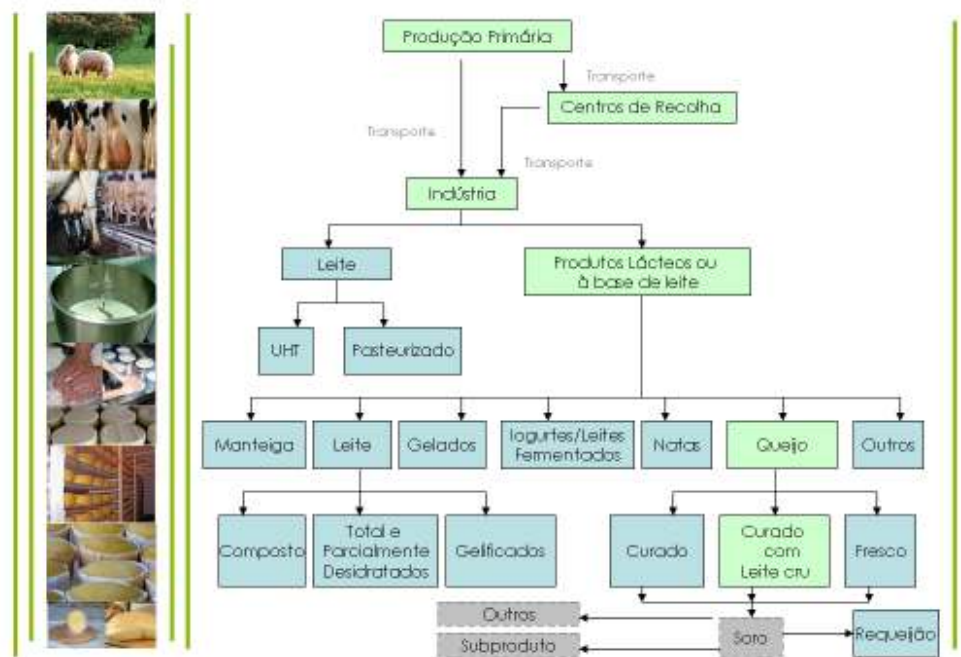 Produção Primária
Transporte
Centros de Recolha
Transporte
Transporte
Indústria
Leite
Produtos Lácteos ou
à base de leite
UHT
Pasteurizado
Manteiga
Leite
Gelados
Iogurtes/Leites
Fermentados
Natas
Queijo
Outros
Composto
Total e
Parcialmente
Desidratados
Gelificados
Curado
Curado
com
Leite cru
Fresco
Outros
Subproduto
Soro
Requeijão